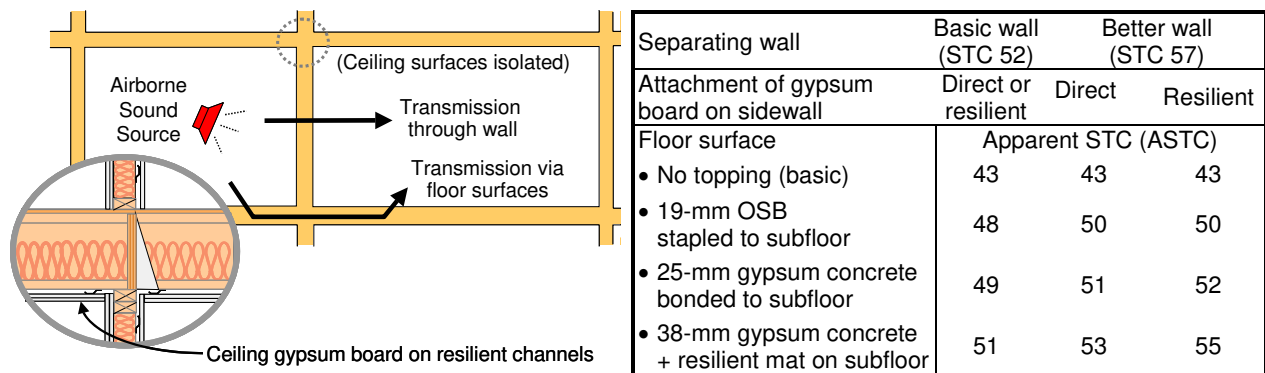 (Ceiling surfaces isolated)
Airborne
Sound
Source
Transmission
through wall
Transmission via
floor surfaces
Ceiling gypsum board on resilient channels
Separating wall
Basic wall
(STC 52)
Better wall
(STC 57)
Attachment of gypsum
board on sidewall
Direct or
resilient
Direct
Resilient
Floor surface
Apparent STC (ASTC)
• No topping (basic) 43 43 43
• 19-mm OSB
stapled to subfloor
48 50 50
• 25-mm gypsum concrete
bonded to subfloor
49 51 52
• 38-mm gypsum concrete
+ resilient mat on subfloor
51 53 55